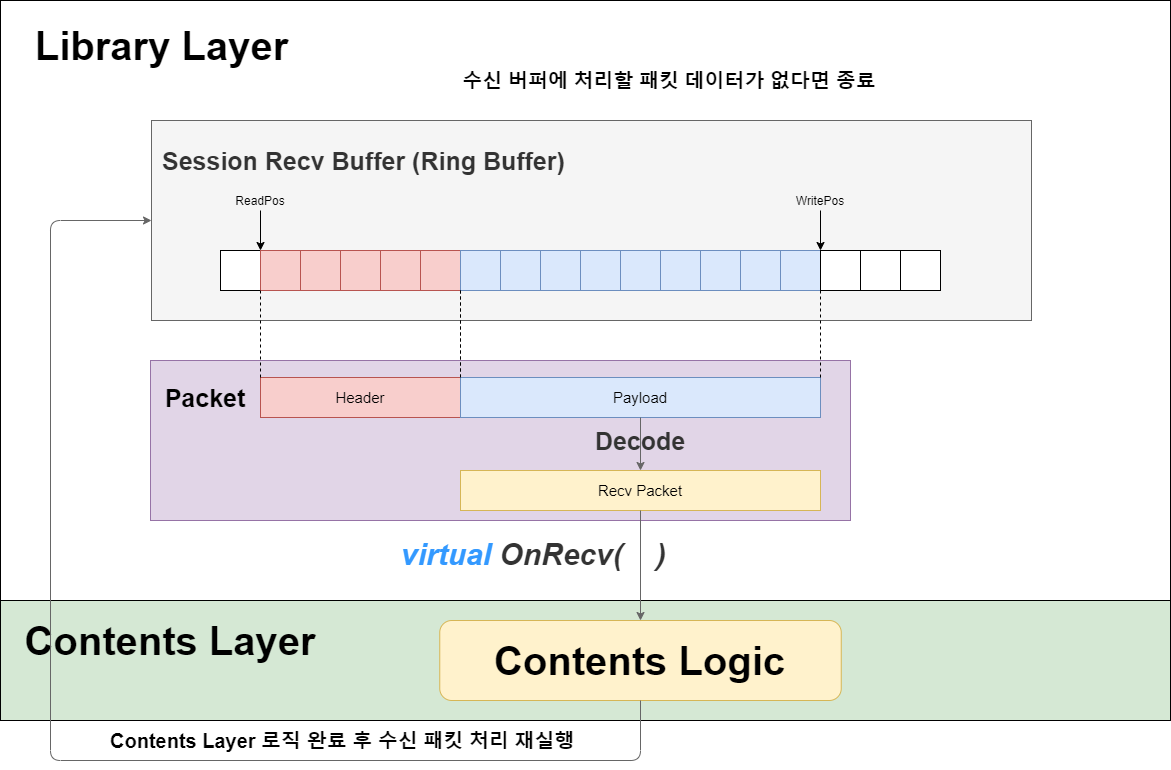 Library Layer
수신 버퍼에 처리할 패킷 데이터가 없다면 종료
Session Recv Buffer (Ring Buffer)
ReadPos
WritePos
Packet
Header
Payload
Decode
Recv Packet
virtual OnRecv( )
Contents Layer
Contents Logic
Contents Layer 로직 완료 후 수신 패킷 처리 재실행